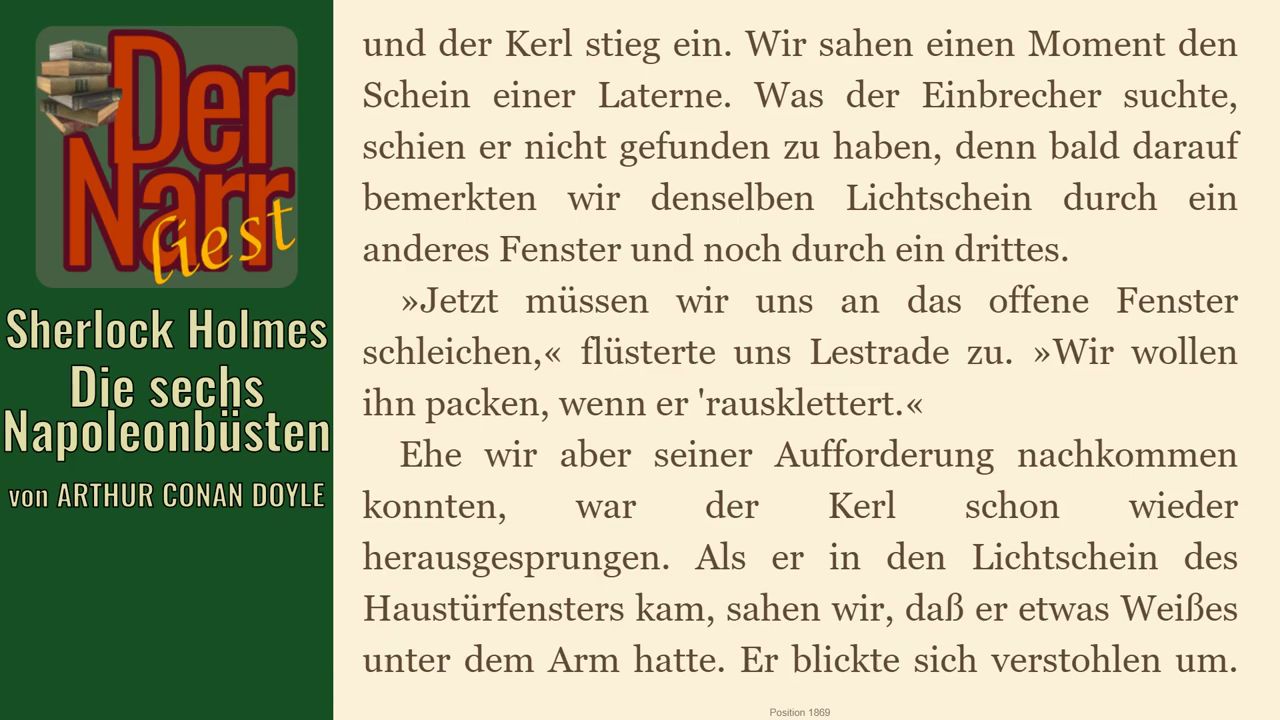 Der
Narr
liest
Sherlock Holmes
Die sechs
Napoleonbüsten
von ARTHUR CONAN DOYLE
und der Kerl stieg ein. Wir sahen einen Moment den
Schein einer Laterne. Was der Einbrecher suchte,
schien er nicht gefunden zu haben, denn bald darauf
bemerkten wir denselben Lichtschein durch ein
anderes Fenster und noch durch ein drittes.
»Jetzt müssen wir uns an das offene Fenster
schleichen,« flüsterte uns Lestrade zu. »Wir wollen
ihn packen, wenn er 'rausklettert.«
Ehe wir aber seiner Aufforderung nachkommen
konnten, war der Kerl schon wieder
herausgesprungen. Als er in den Lichtschein des
Haustürfensters kam, sahen wir, daß er etwas Weißes
unter dem Arm hatte. Er blickte sich verstohlen um.
Position 1869